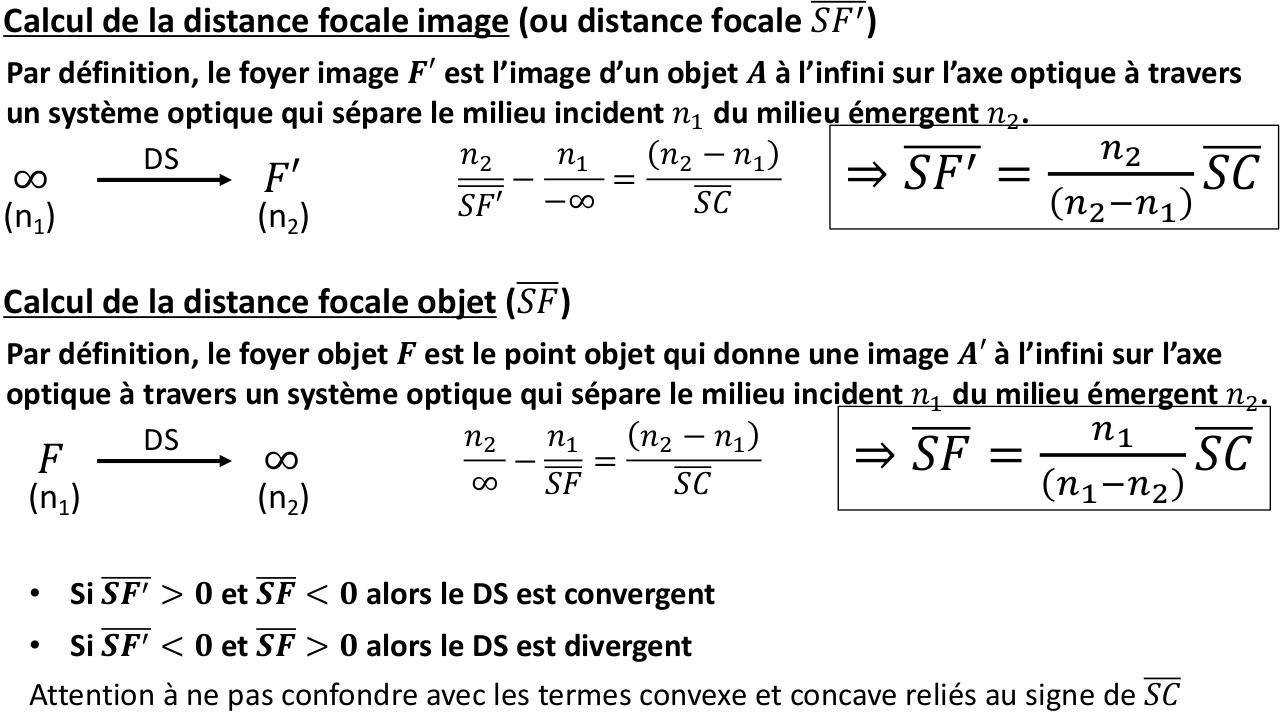 Calcul de la distance focale image (ou distance focale $\overline{SF'}$)
Par définition, le foyer image $F'$ est l’image d’un objet $A$ à l’infini sur l’axe optique à travers
un système optique qui sépare le milieu incident $n_1$ du milieu émergent $n_2$.
∞ DS F′ $\frac{n_2}{\overline{SF'}} - \frac{n_1}{-\infty} = \frac{(n_2 - n_1)}{\overline{SC}}$ $\Rightarrow \overline{SF'} = \frac{n_2}{(n_2 - n_1)} \overline{SC}$
(n₁) (n₂)
Calcul de la distance focale objet ($\overline{SF}$)
Par définition, le foyer objet $F$ est le point objet qui donne une image $A'$ à l’infini sur l’axe
optique à travers un système optique qui sépare le milieu incident $n_1$ du milieu émergent $n_2$.
F DS ∞ $\frac{n_2}{\infty} - \frac{n_1}{\overline{SF}} = \frac{(n_2 - n_1)}{\overline{SC}}$ $\Rightarrow \overline{SF} = \frac{n_1}{(n_1 - n_2)} \overline{SC}$
(n₁) (n₂)
• Si $\overline{SF'} > 0$ et $\overline{SF} < 0$ alors le DS est convergent
• Si $\overline{SF'} < 0$ et $\overline{SF} > 0$ alors le DS est divergent
Attention à ne pas confondre avec les termes convexe et concave reliés au signe de $\overline{SC}$